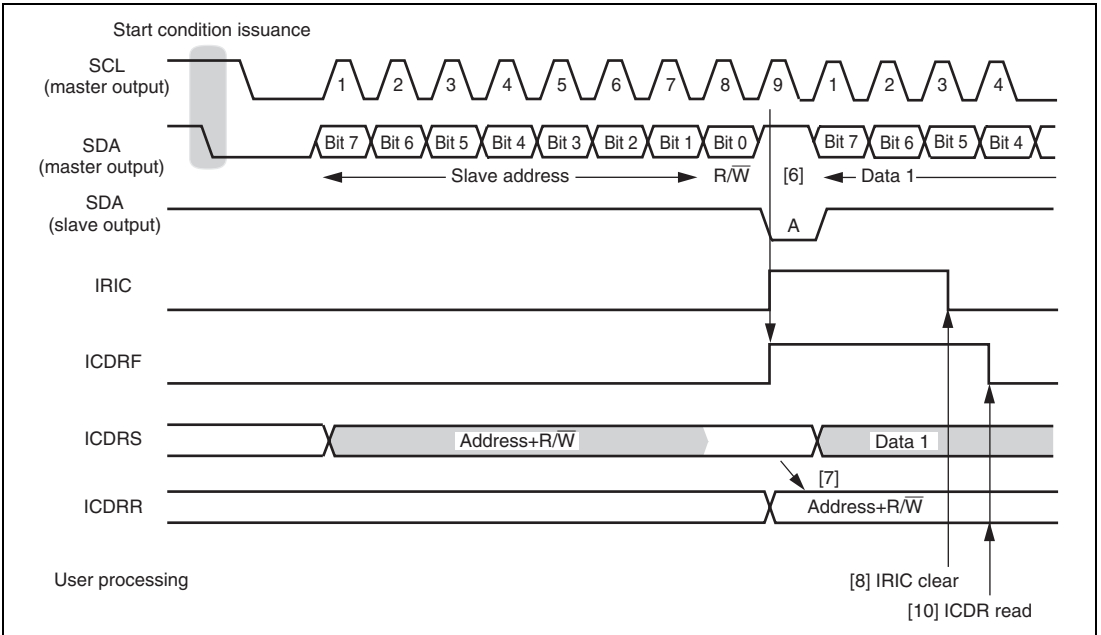 Start condition issuance
SCL
(master output)
1 2 3 4 5 6 7 8 9 1 2 3 4
SDA
(master output)
Bit 7 Bit 6 Bit 5 Bit 4 Bit 3 Bit 2 Bit 1 Bit 0 Bit 7 Bit 6 Bit 5 Bit 4
Slave address R/W̅ [6] Data 1
SDA
(slave output)
A
IRIC
ICDRF
ICDRS
Address+R/W̅ Data 1
[7]
ICDRR
Address+R/W̅
User processing
[8] IRIC clear
[10] ICDR read